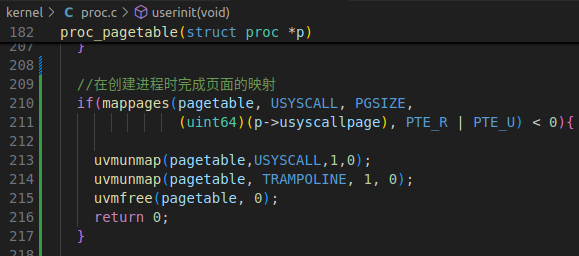 kernel > C proc.c > userinit(void)
182 proc_pagetable(struct proc *p)
207 }
208
209 //在创建进程时完成页面的映射
210 if(mappages(pagetable, USYSCALL, PGSIZE,
211 (uint64)(p->usyscallpage), PTE_R | PTE_U) < 0){
212
213 uvmunmap(pagetable,USYSCALL,1,0);
214 uvmunmap(pagetable, TRAMPOLINE, 1, 0);
215 uvmfree(pagetable, 0);
216 return 0;
217 }
218